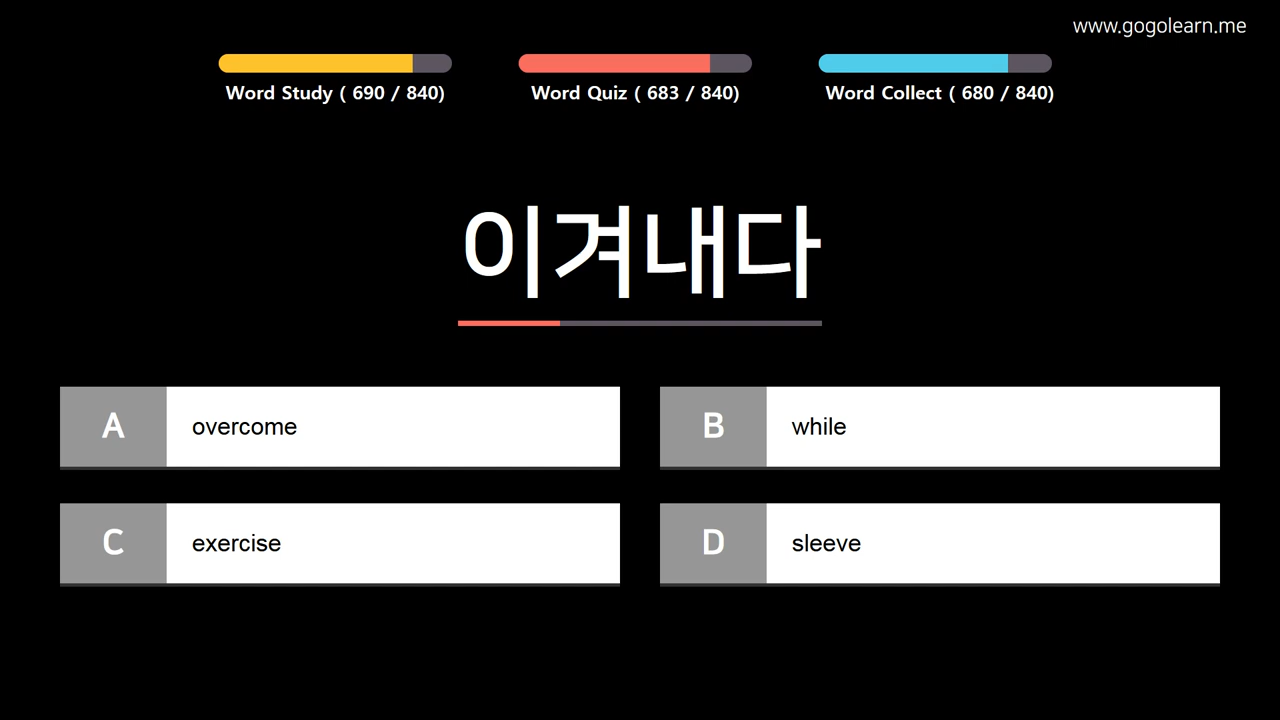 www.gogolearn.me
Word Study ( 690 / 840)
Word Quiz ( 683 / 840)
Word Collect ( 680 / 840)
이겨내다
A overcome
B while
C exercise
D sleeve